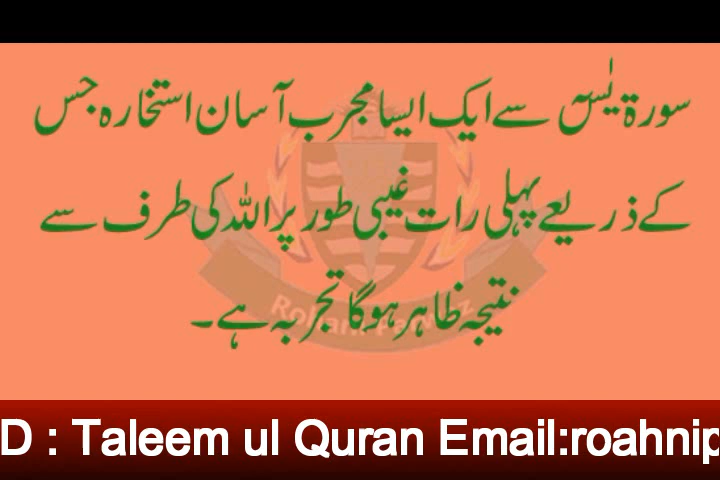 سورۃ یٰسٓ سے ایک ایسا مجرب آسان استخارہ جس
کے ذریعے پہلی رات غیبی طور پر اللہ کی طرف سے
نتیجہ ظاہر ہوگا تجربہ ہے۔
D : Taleem ul Quran Email:roahnip